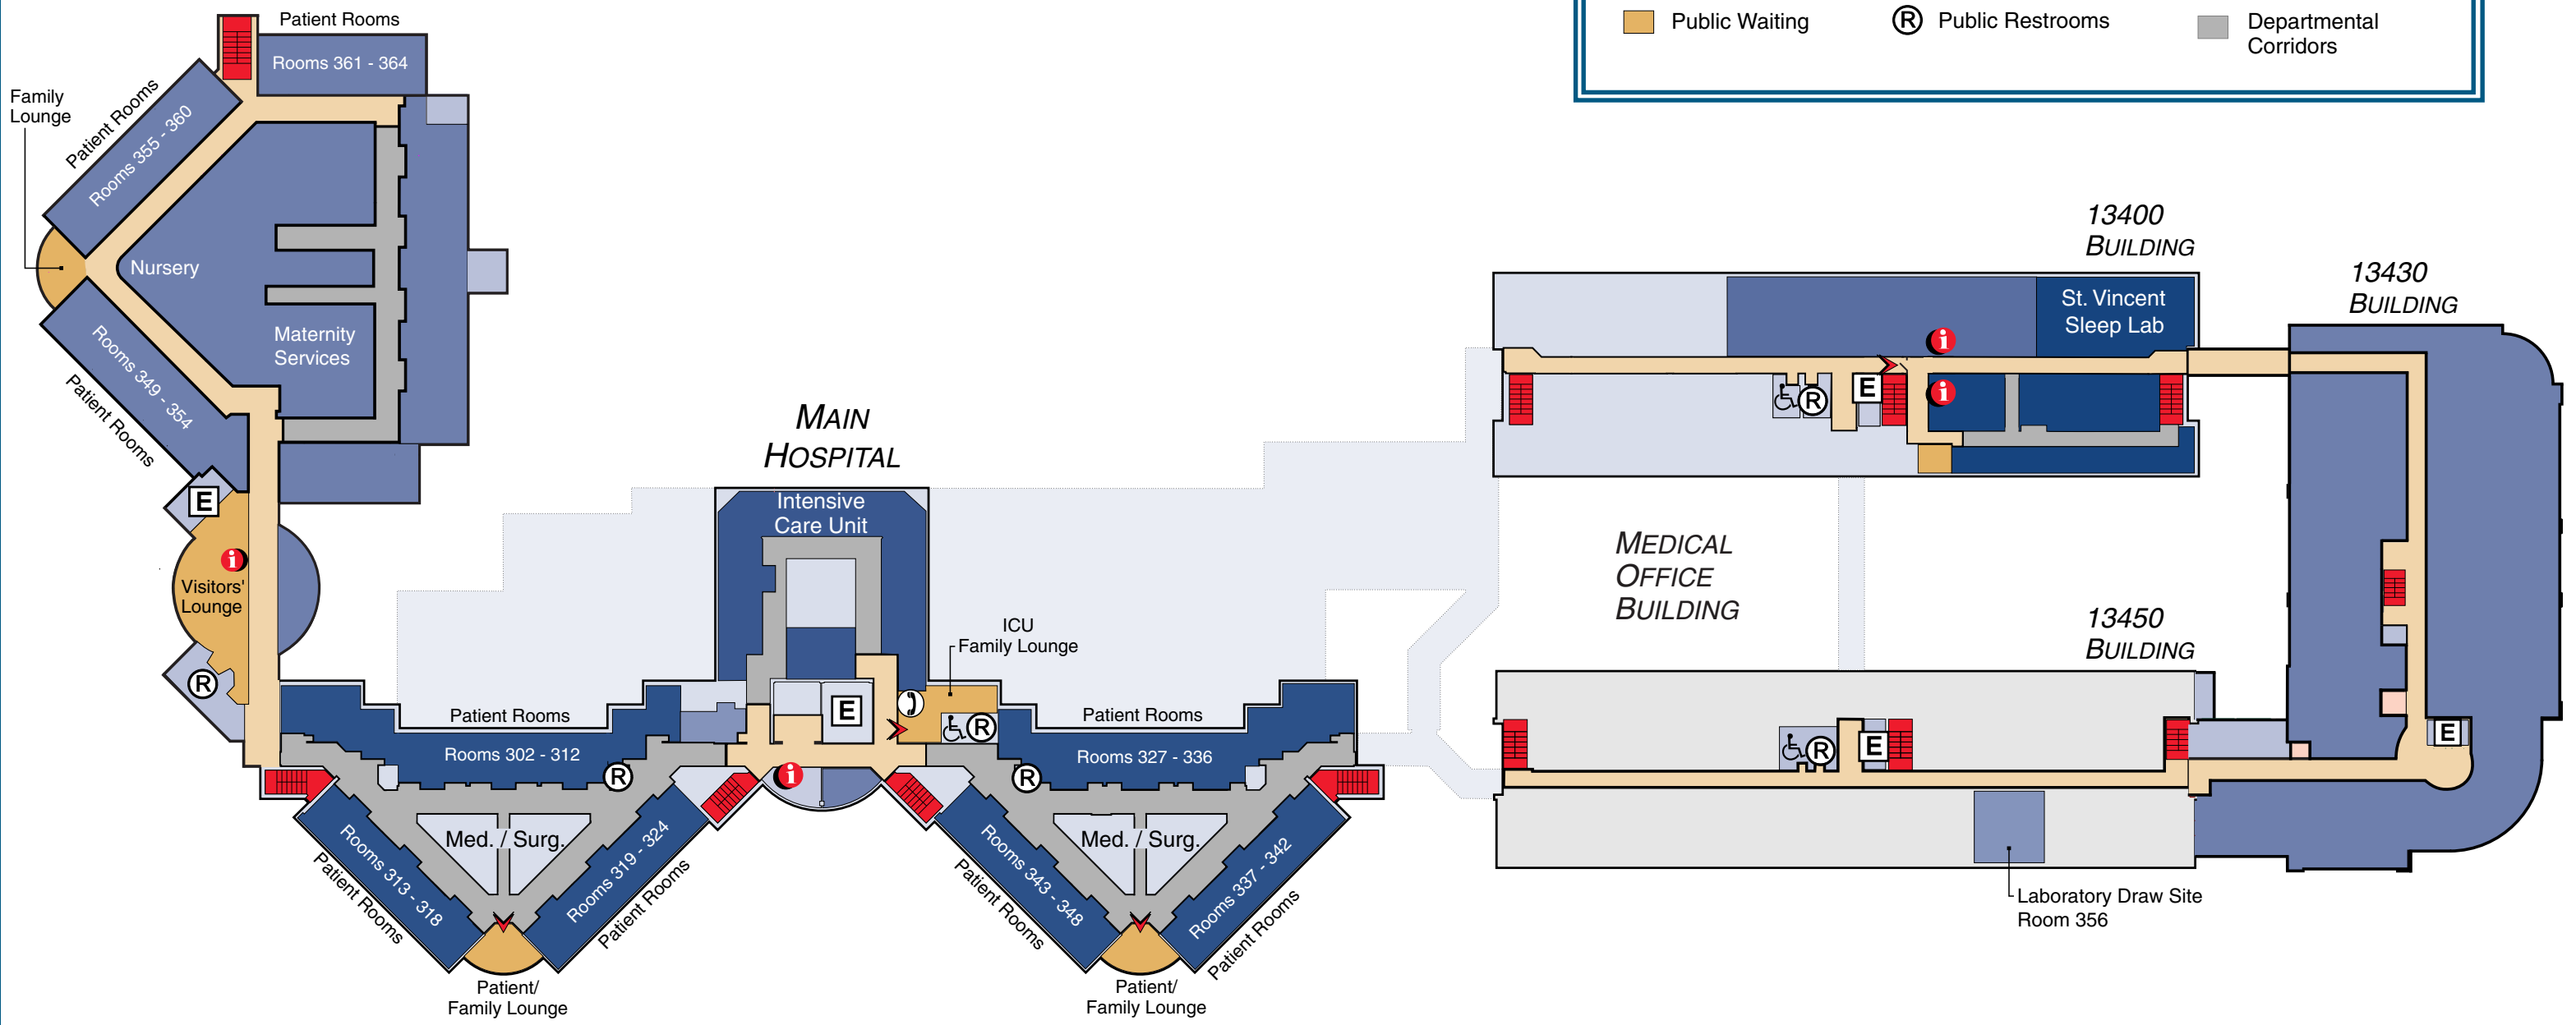 Public Waiting
R
Public Restrooms
Departmental
Corridors
Patient Rooms
Rooms 361 - 364
Family
Lounge
Patient Rooms
Rooms 355 - 360
Nursery
Maternity
Services
Rooms 349 - 354
Patient Rooms
E
i
Visitors'
Lounge
R
MAIN
HOSPITAL
Intensive
Care Unit
ICU
Family Lounge
E
R
i
Patient Rooms
Rooms 302 - 312
R
Med. / Surg.
Rooms 313 - 318
Patient Rooms
Rooms 319 - 324
Patient Rooms
Patient/
Family Lounge
Patient Rooms
Rooms 327 - 336
R
Med. / Surg.
Rooms 343 - 348
Patient Rooms
Rooms 337 - 342
Patient Rooms
Patient/
Family Lounge
13400
BUILDING
St. Vincent
Sleep Lab
i
R
E
i
13430
BUILDING
MEDICAL
OFFICE
BUILDING
13450
BUILDING
R
E
E
Laboratory Draw Site
Room 356